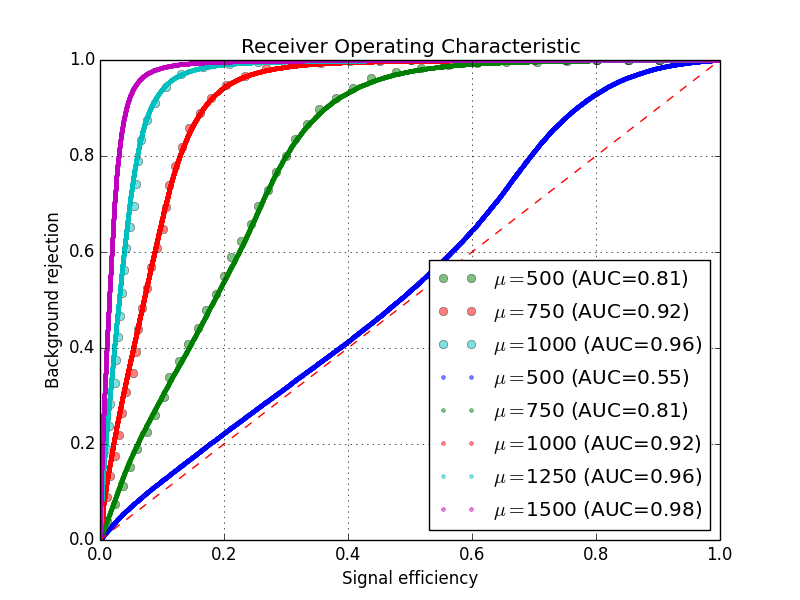 Receiver Operating Characteristic
1.0
0.8
0.6
0.4
0.2
0.0
Background rejection
μ=500 (AUC=0.81)
μ=750 (AUC=0.92)
μ=1000 (AUC=0.96)
μ=500 (AUC=0.55)
μ=750 (AUC=0.81)
μ=1000 (AUC=0.92)
μ=1250 (AUC=0.96)
μ=1500 (AUC=0.98)
0.0 0.2 0.4 0.6 0.8 1.0
Signal efficiency